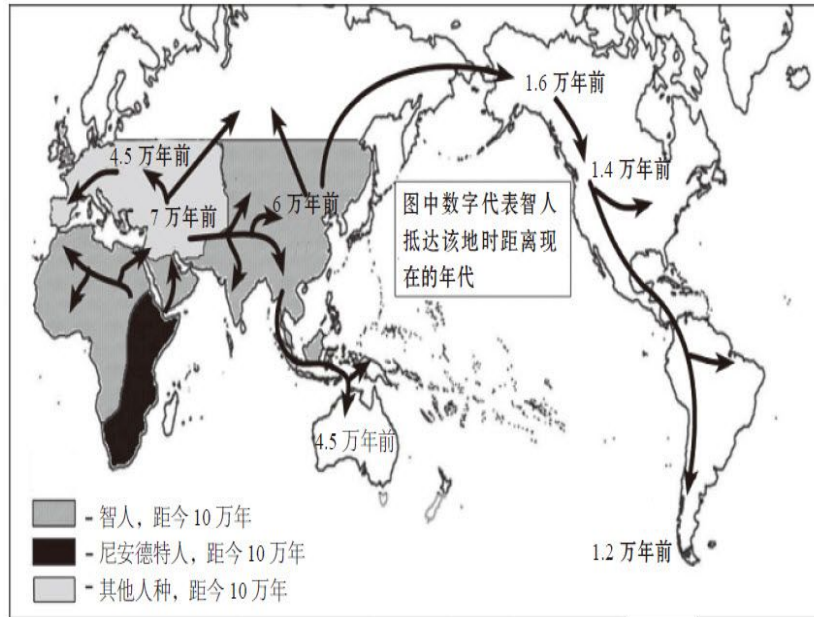 1.6 万年前
4.5 万年前
1.4 万年前
7 万年前
6 万年前
图中数字代表智人
抵达该地时距离现
在的年代
4.5 万年前
1.2 万年前
- 智人，距今 10 万年
- 尼安德特人，距今 10 万年
- 其他人种，距今 10 万年